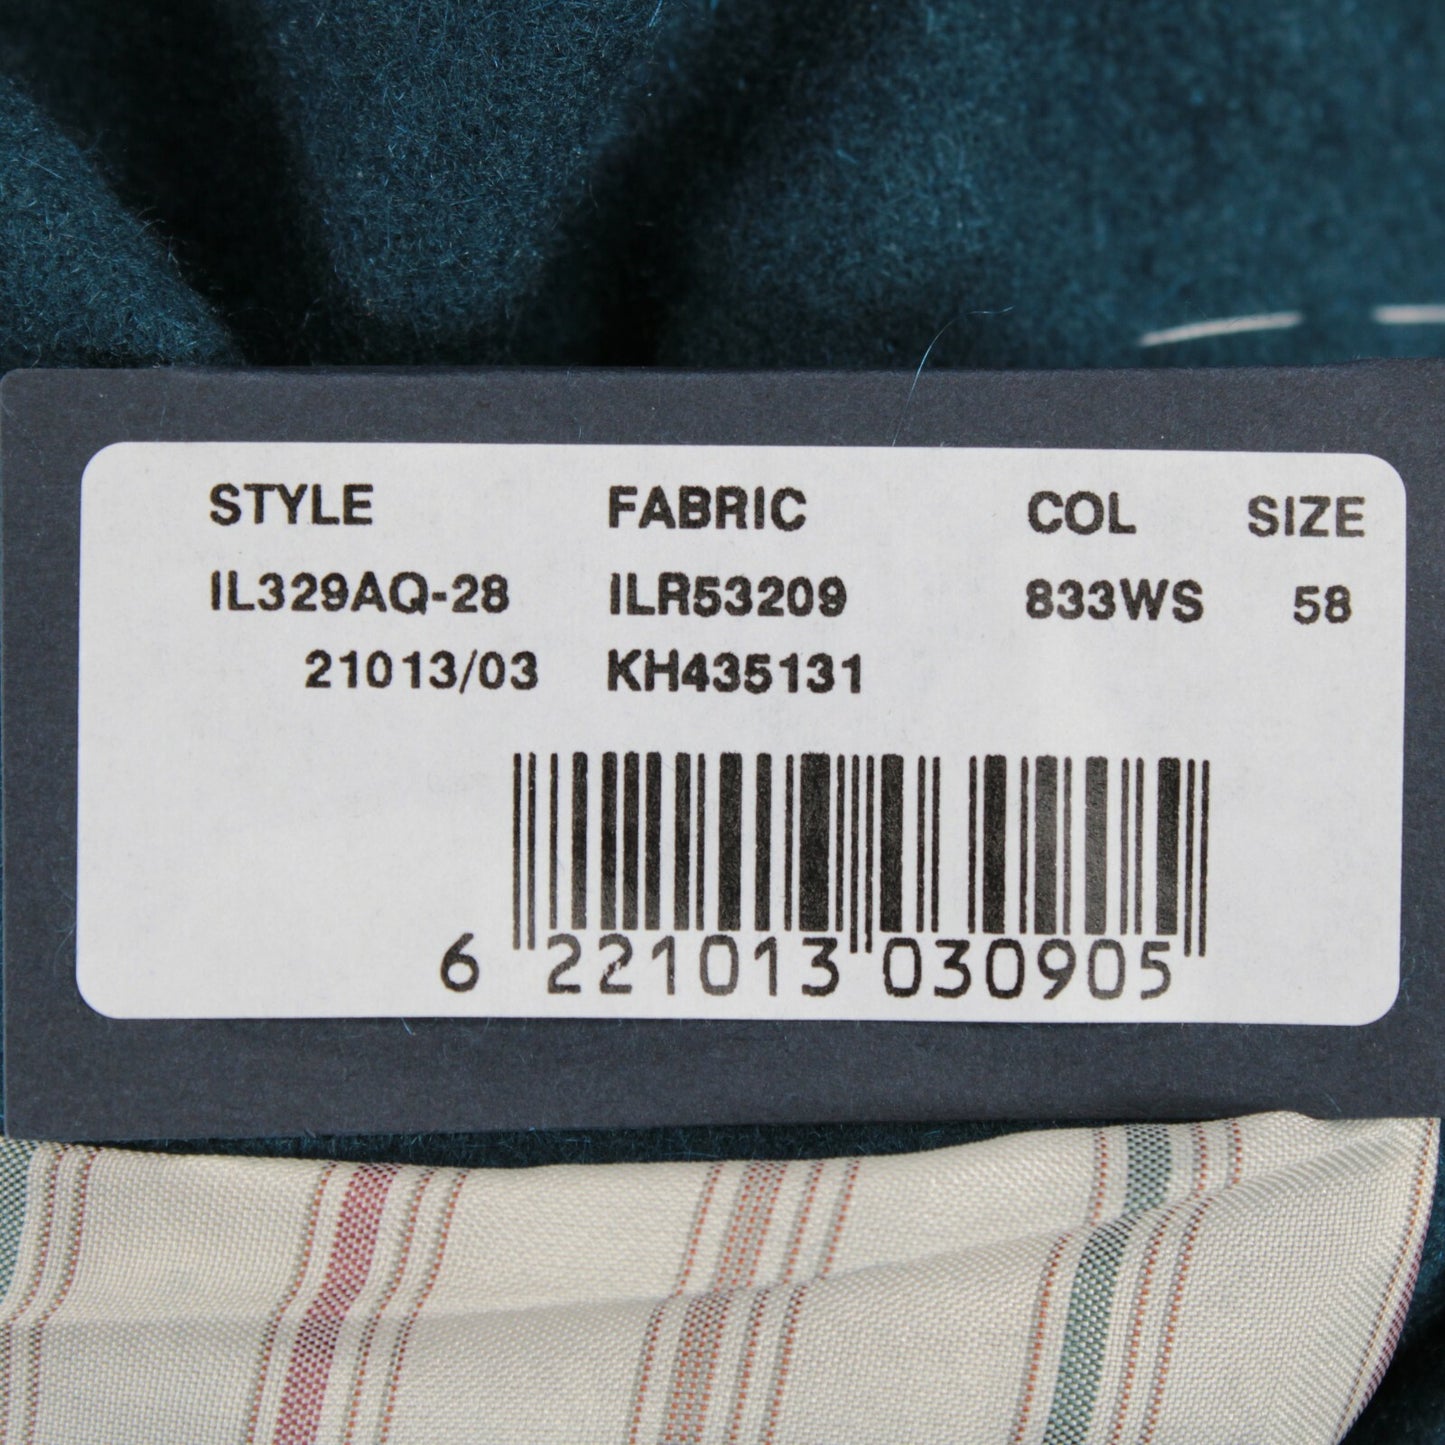 STYLE FABRIC COL SIZE
IL329AQ-28 ILR53209 833WS 58
21013/03 KH435131
6 221013 030905